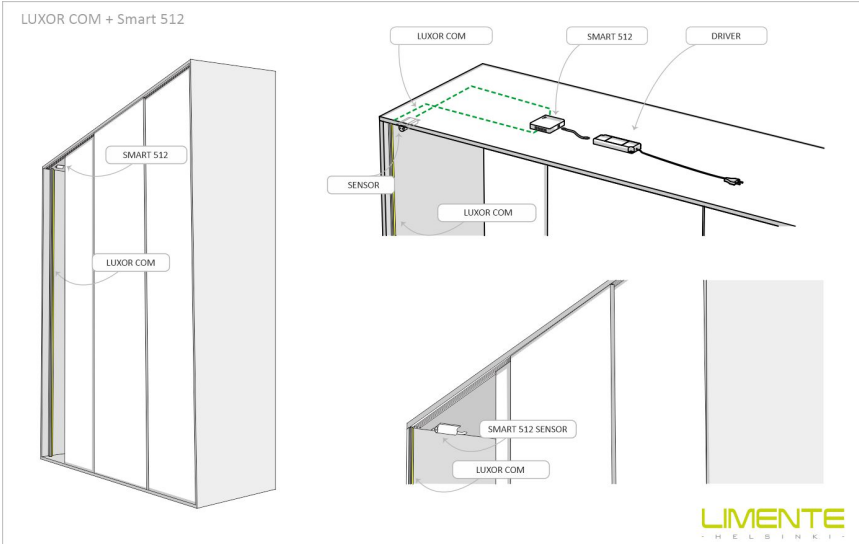 LUXOR COM + Smart 512
LUXOR COM
SMART 512
DRIVER
SMART 512
SENSOR
LUXOR COM
LUXOR COM
SMART 512 SENSOR
LUXOR COM
LIMENTE
- H E L S I N K I -